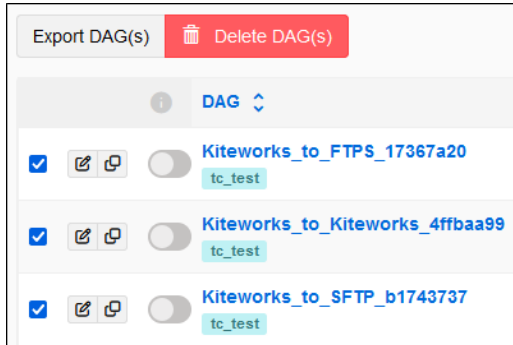 Export DAG(s) Delete DAG(s)
DAG
Kiteworks_to_FTPS_17367a20
tc_test
Kiteworks_to_Kiteworks_4ffbaa99
tc_test
Kiteworks_to_SFTP_b1743737
tc_test